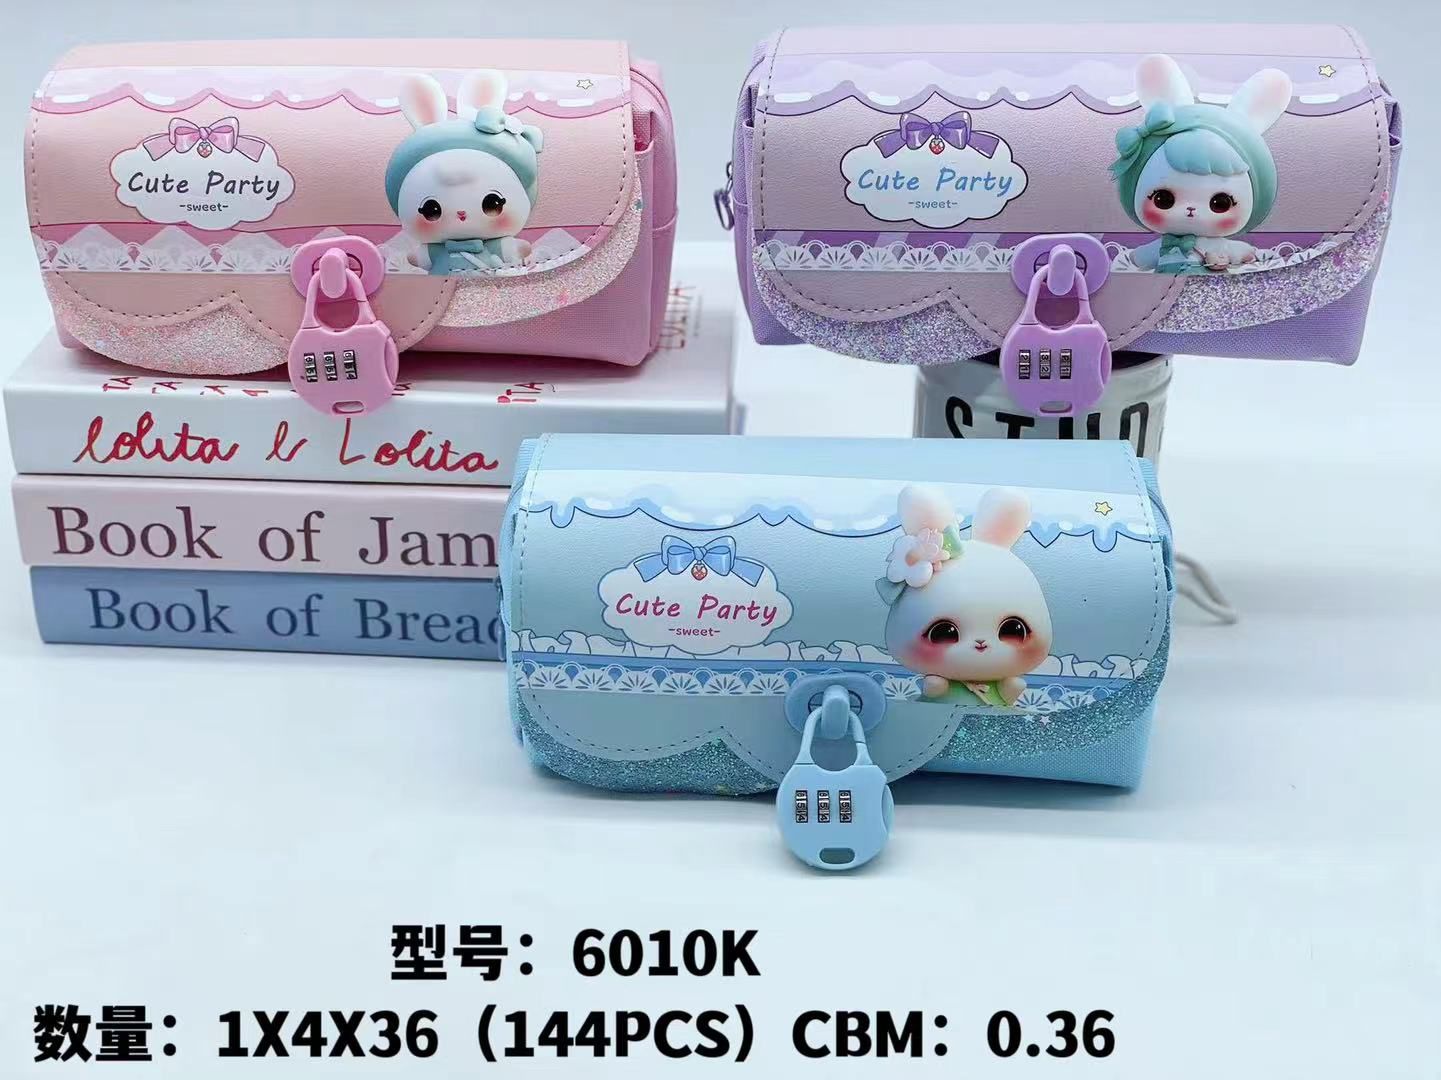 Cute Party
-sweet-
Cute Party
-sweet-
lolita & Lolita
Book of Jam
Book of Bread
Cute Party
-sweet-
型号：6010K
数量：1X4X36（144PCS）CBM：0.36